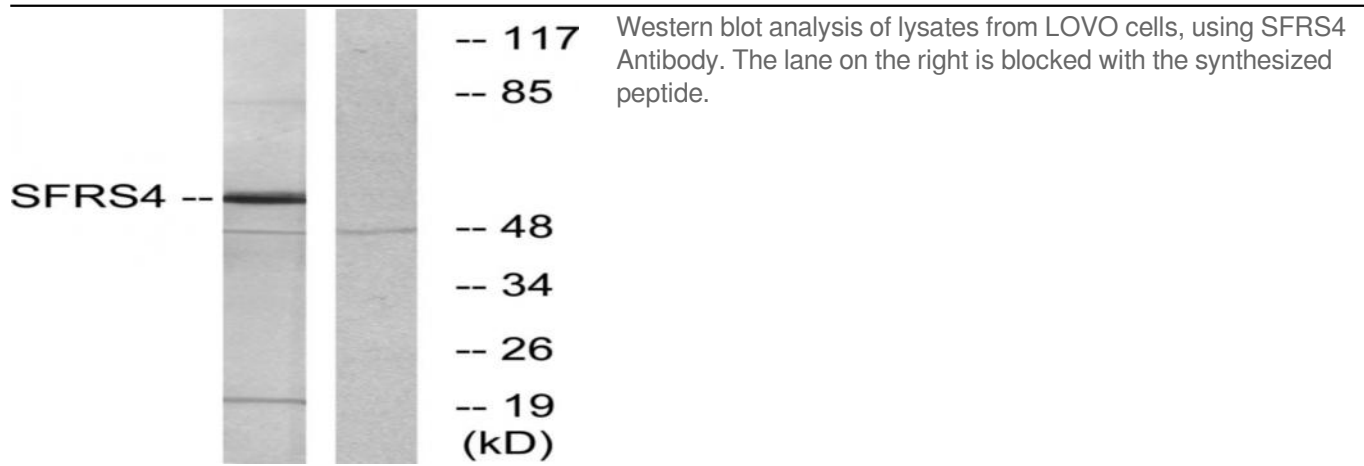 SFRS4 --
-- 117
-- 85
-- 48
-- 34
-- 26
-- 19
(kD)
Western blot analysis of lysates from LOVO cells, using SFRS4
Antibody. The lane on the right is blocked with the synthesized
peptide.